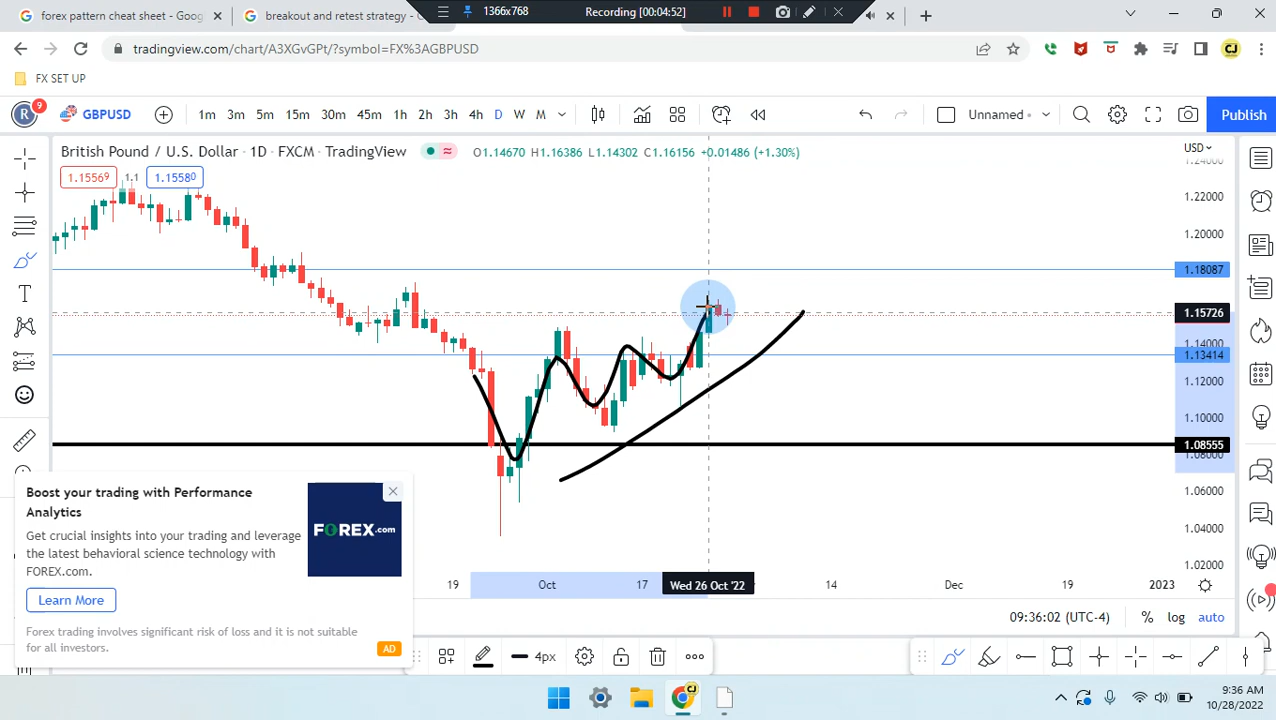 forex pattern cheet sheet - Goo
breakout and retest strategy -
1366x768
Recording [00:04:52]
tradingview.com/chart/A3XGvGPt/?symbol=FX%3AGBPUSD
CJ
FX SET UP
R 9 GBPUSD 1m 3m 5m 15m 30m 45m 1h 2h 3h 4h D W M Unnamed Publish
British Pound / U.S. Dollar · 1D · FXCM · TradingView
O1.14670 H1.16386 L1.14302 C1.16156 +0.01486 (+1.30%)
USD
1.24000
1.15569 1.1 1.15580
1.22000
1.20000
1.18087
1.15726
1.14000
1.13414
1.12000
1.10000
1.08555
1.08000
1.06000
1.04000
1.02000
Boost your trading with Performance
Analytics
Get crucial insights into your trading and leverage
the latest behavioral science technology with
FOREX.com.
FOREX.com
Learn More
Forex trading involves significant risk of loss and it is not suitable
for all investors.
AD
19 Oct 17 Wed 26 Oct '22 14 Dec 19 2023
09:36:02 (UTC-4) % log auto
T
4px
CJ
9:36 AM
10/28/2022